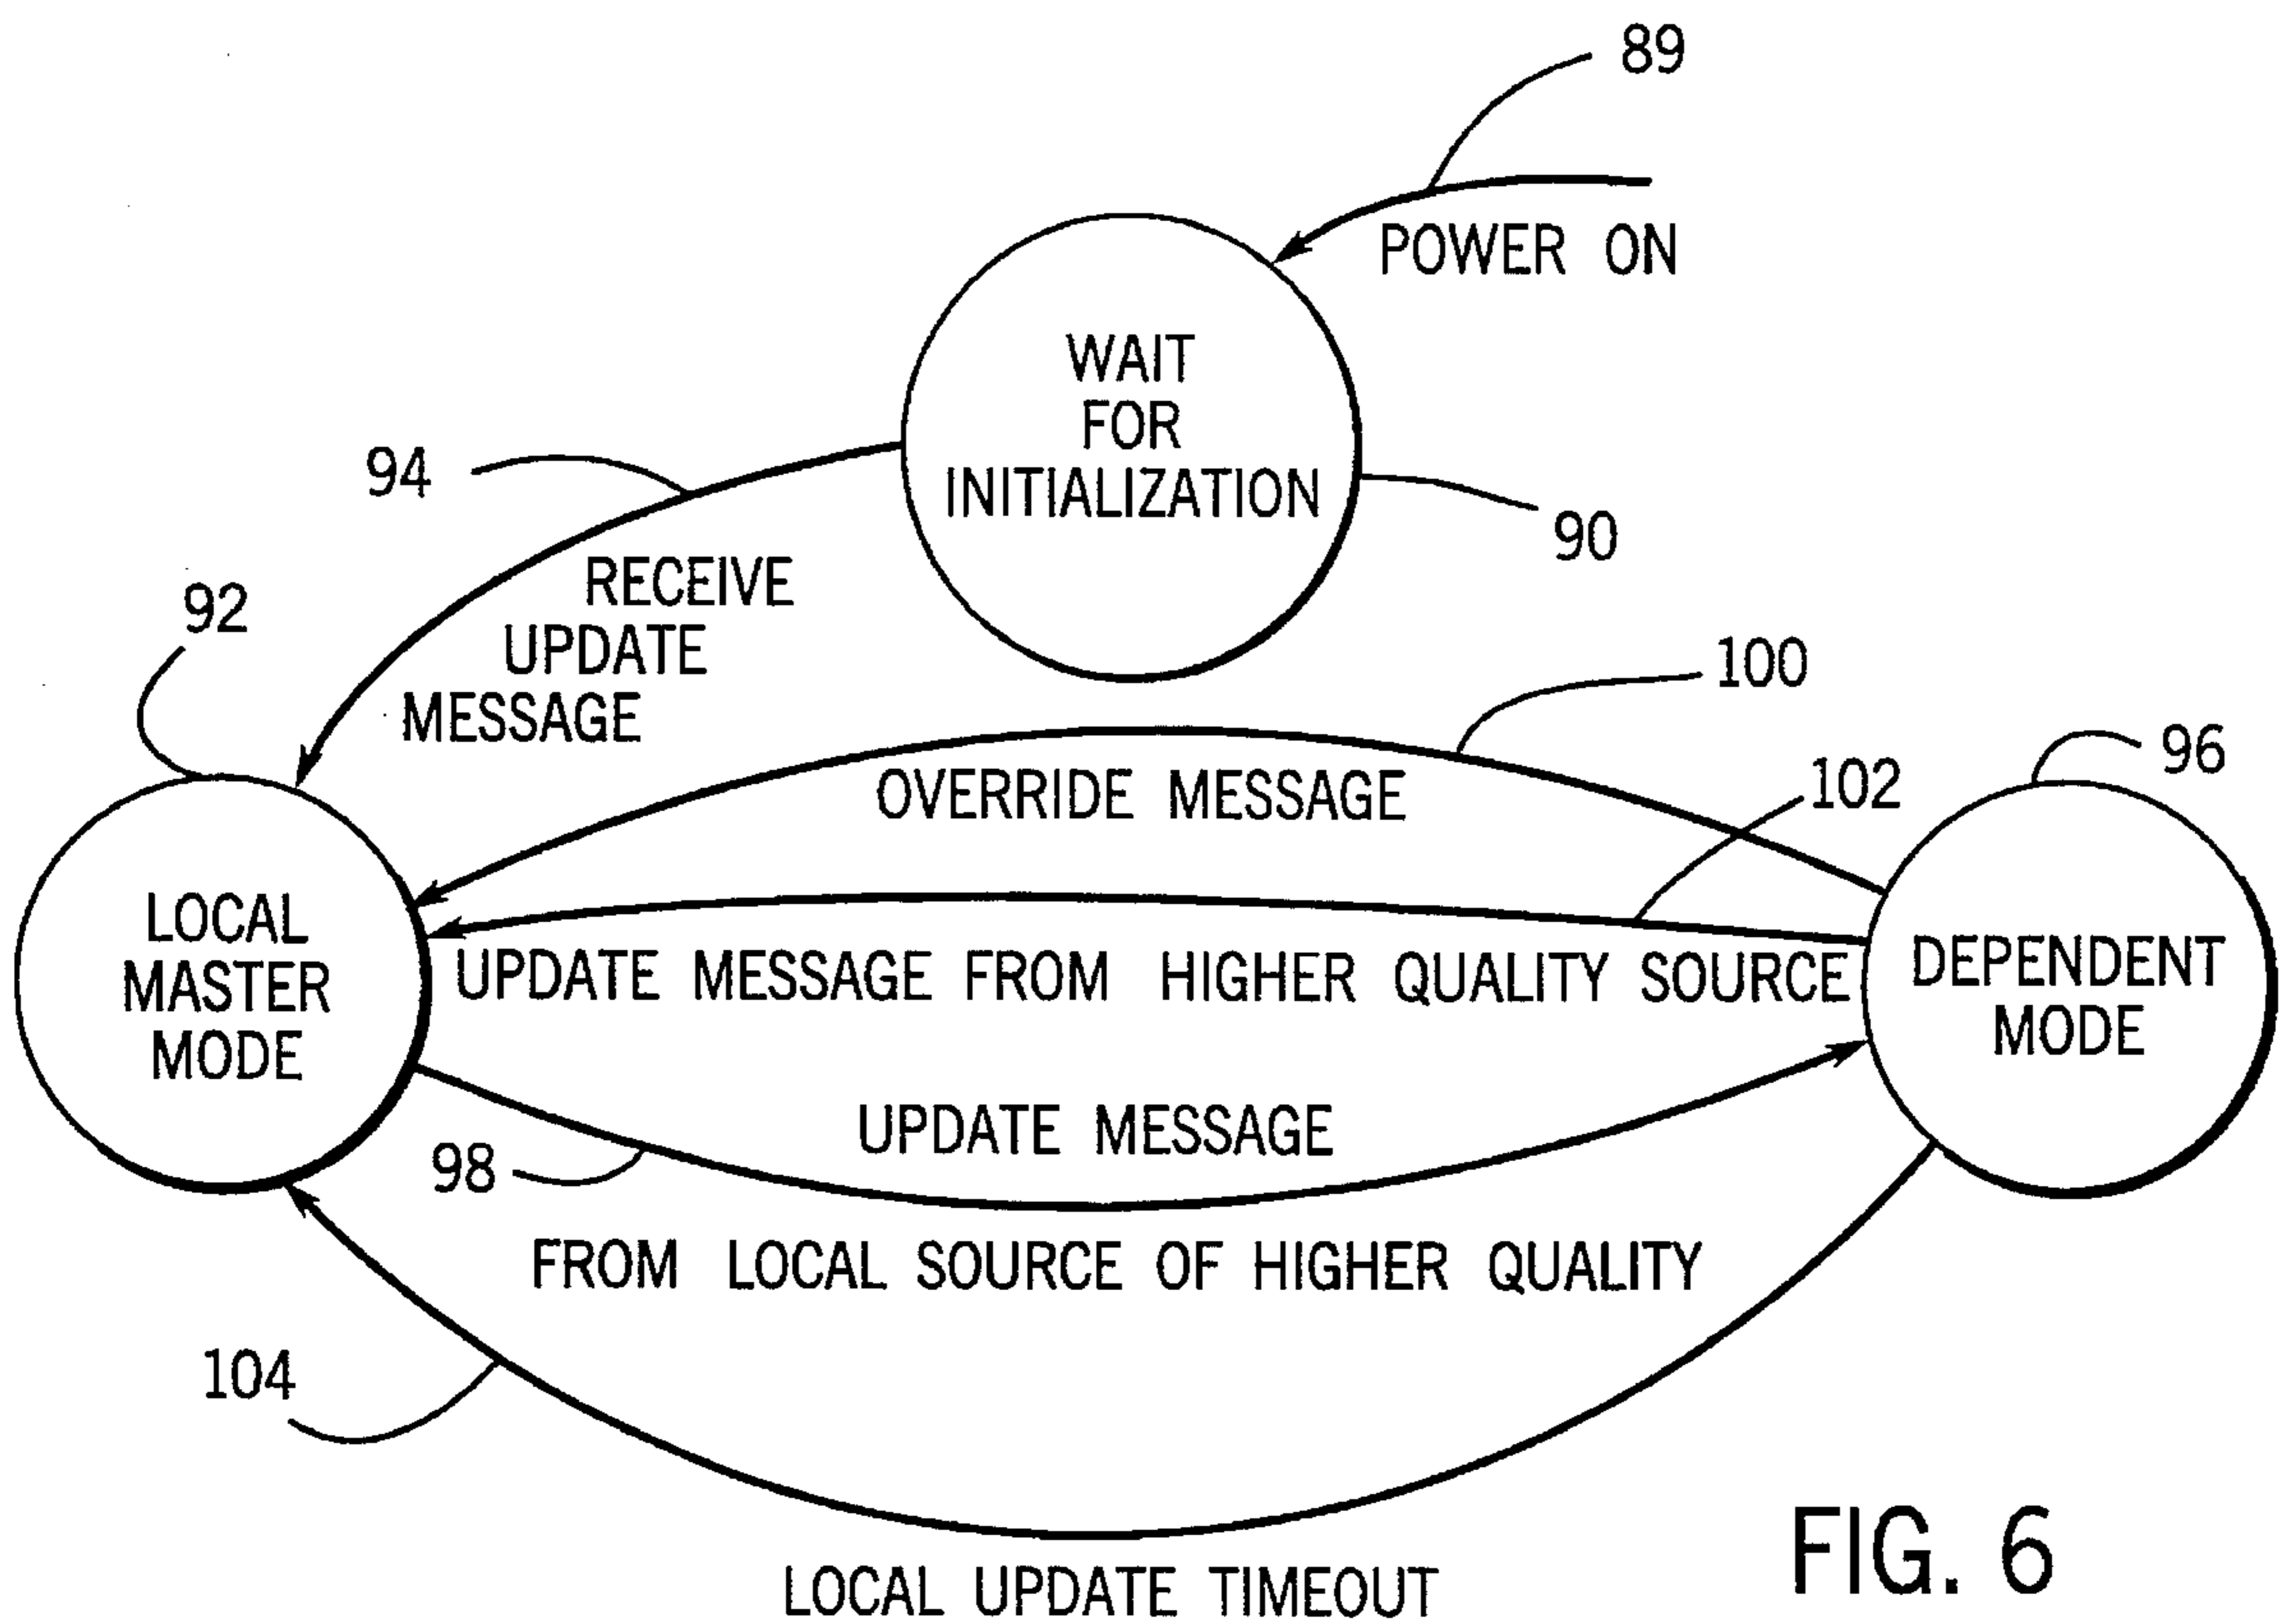 89
POWER ON
WAIT
FOR
INITIALIZATION
90
94
RECEIVE
UPDATE
MESSAGE
92
100
OVERRIDE MESSAGE
102
96
LOCAL
MASTER
MODE
UPDATE MESSAGE FROM HIGHER QUALITY SOURCE
DEPENDENT
MODE
UPDATE MESSAGE
98
FROM LOCAL SOURCE OF HIGHER QUALITY
104
LOCAL UPDATE TIMEOUT
FIG. 6